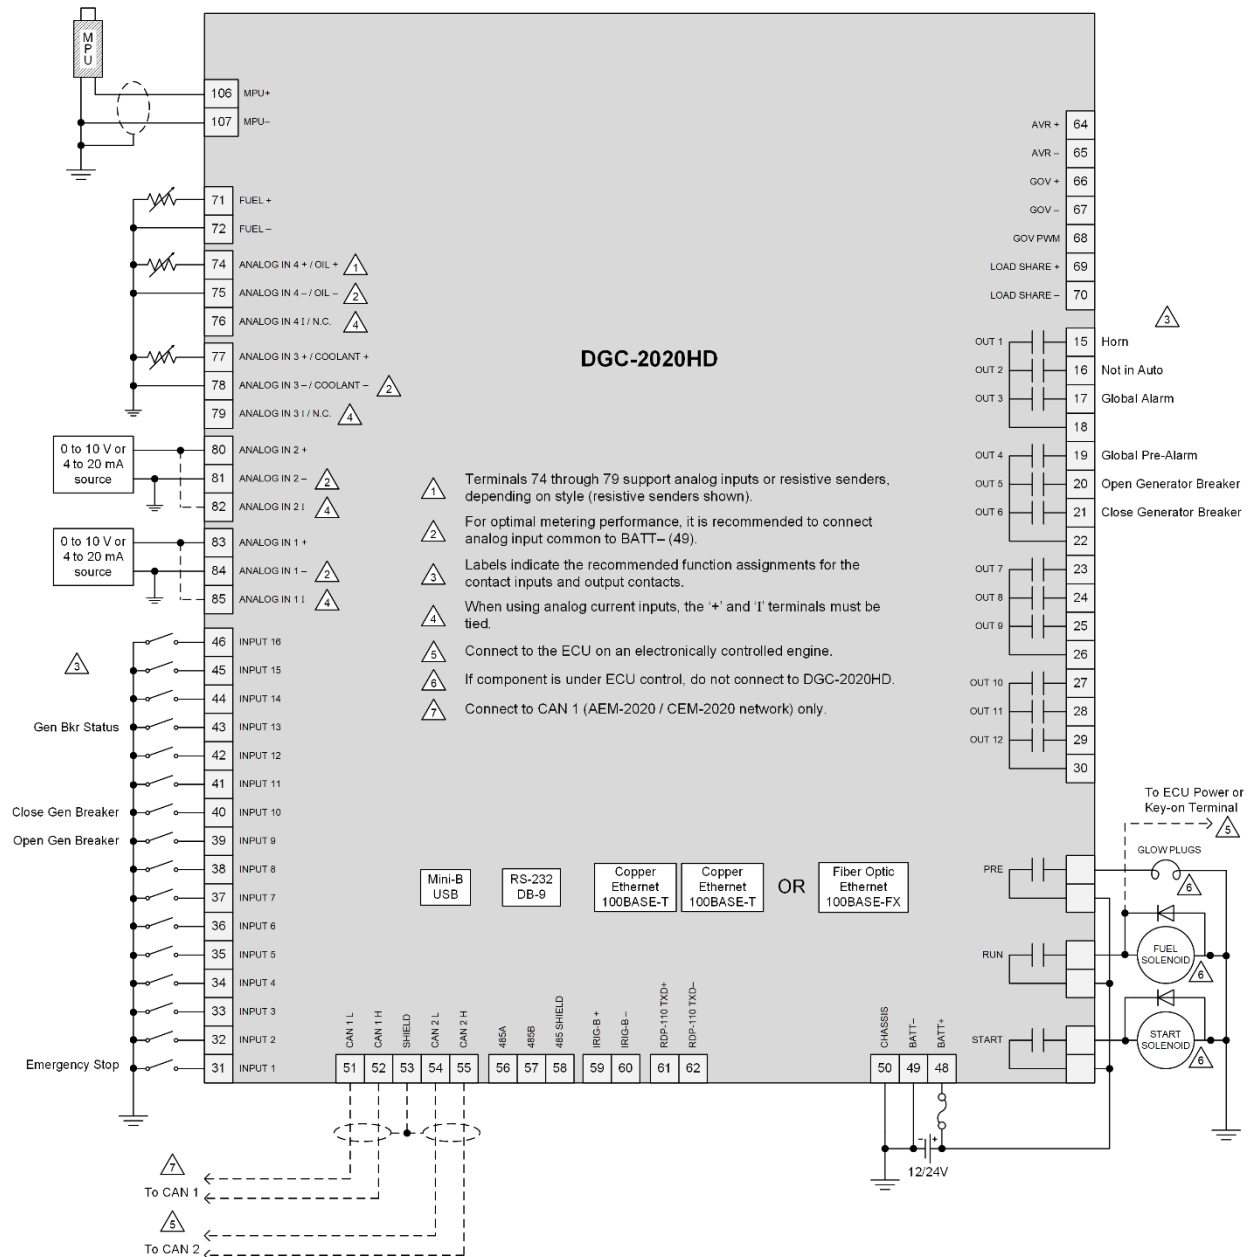 MPU
106 MPU+
107 MPU–
71 FUEL +
72 FUEL –
74 ANALOG IN 4 + / OIL + 1
75 ANALOG IN 4 – / OIL – 2
76 ANALOG IN 4 I / N.C. 4
77 ANALOG IN 3 + / COOLANT +
78 ANALOG IN 3 – / COOLANT – 2
79 ANALOG IN 3 I / N.C. 4
0 to 10 V or
4 to 20 mA
source
80 ANALOG IN 2 +
81 ANALOG IN 2 – 2
82 ANALOG IN 2 I 4
0 to 10 V or
4 to 20 mA
source
83 ANALOG IN 1 +
84 ANALOG IN 1 – 2
85 ANALOG IN 1 I 4
3
46 INPUT 16
45 INPUT 15
44 INPUT 14
Gen Bkr Status 43 INPUT 13
42 INPUT 12
41 INPUT 11
Close Gen Breaker 40 INPUT 10
Open Gen Breaker 39 INPUT 9
38 INPUT 8
37 INPUT 7
36 INPUT 6
35 INPUT 5
34 INPUT 4
33 INPUT 3
32 INPUT 2
Emergency Stop 31 INPUT 1
DGC-2020HD
1 Terminals 74 through 79 support analog inputs or resistive senders,
depending on style (resistive senders shown).
2 For optimal metering performance, it is recommended to connect
analog input common to BATT– (49).
3 Labels indicate the recommended function assignments for the
contact inputs and output contacts.
4 When using analog current inputs, the '+' and 'I' terminals must be
tied.
5 Connect to the ECU on an electronically controlled engine.
6 If component is under ECU control, do not connect to DGC-2020HD.
7 Connect to CAN 1 (AEM-2020 / CEM-2020 network) only.
Mini-B
USB
RS-232
DB-9
Copper
Ethernet
100BASE-T
Copper
Ethernet
100BASE-T
OR
Fiber Optic
Ethernet
100BASE-FX
AVR + 64
AVR – 65
GOV + 66
GOV – 67
GOV PWM 68
LOAD SHARE + 69
LOAD SHARE – 70
3
OUT 1 15 Horn
OUT 2 16 Not in Auto
OUT 3 17 Global Alarm
18
OUT 4 19 Global Pre-Alarm
OUT 5 20 Open Generator Breaker
OUT 6 21 Close Generator Breaker
22
OUT 7 23
OUT 8 24
OUT 9 25
26
OUT 10 27
OUT 11 28
OUT 12 29
30
To ECU Power or
Key-on Terminal
5
GLOW PLUGS
PRE
6
RUN
FUEL
SOLENOID
6
START
START
SOLENOID
6
CAN 1 L
CAN 1 H
SHIELD
CAN 2 L
CAN 2 H
485A
485B
485 SHIELD
IRIG-B +
IRIG-B –
RDP-110 TXD+
RDP-110 TXD–
CHASSIS
BATT–
BATT+
51 52 53 54 55 56 57 58 59 60 61 62 50 49 48
- +
12/24V
7
To CAN 1
5
To CAN 2